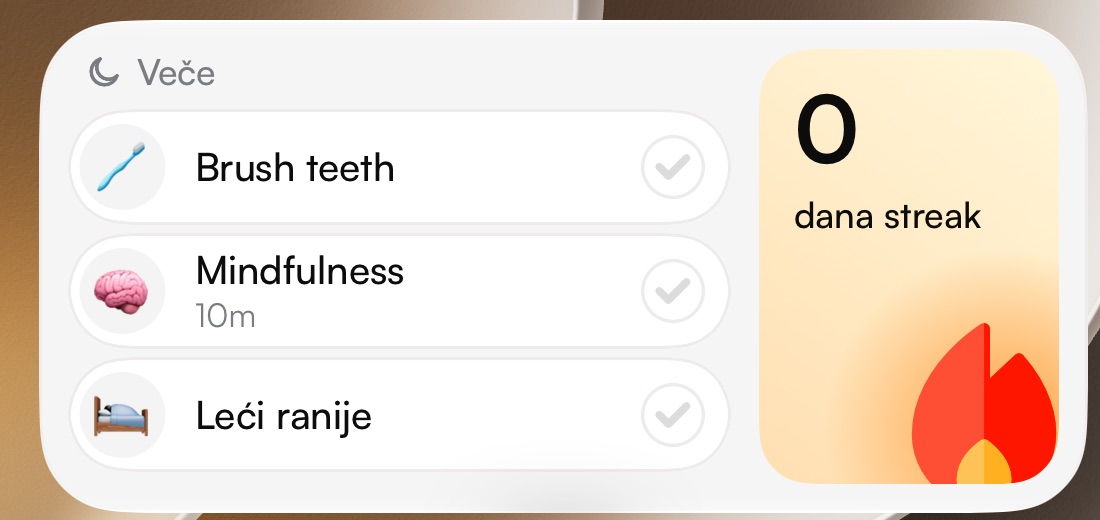 Veče
Brush teeth
Mindfulness
10m
Leći ranije
0
dana streak